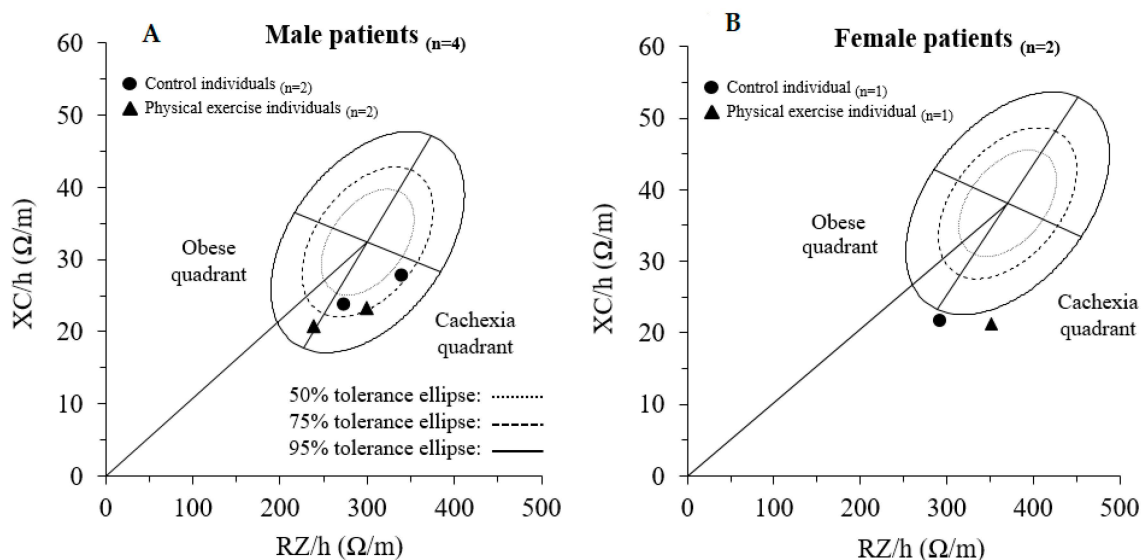 A
Male patients (n=4)
Control individuals (n=2)
Physical exercise individuals (n=2)
XC/h (Ω/m)
60
50
40
30
20
10
0
Obese
quadrant
Cachexia
quadrant
50% tolerance ellipse:
75% tolerance ellipse:
95% tolerance ellipse:
0 100 200 300 400 500
RZ/h (Ω/m)
B
Female patients (n=2)
Control individual (n=1)
Physical exercise individual (n=1)
XC/h (Ω/m)
60
50
40
30
20
10
0
Obese
quadrant
Cachexia
quadrant
0 100 200 300 400 500
RZ/h (Ω/m)